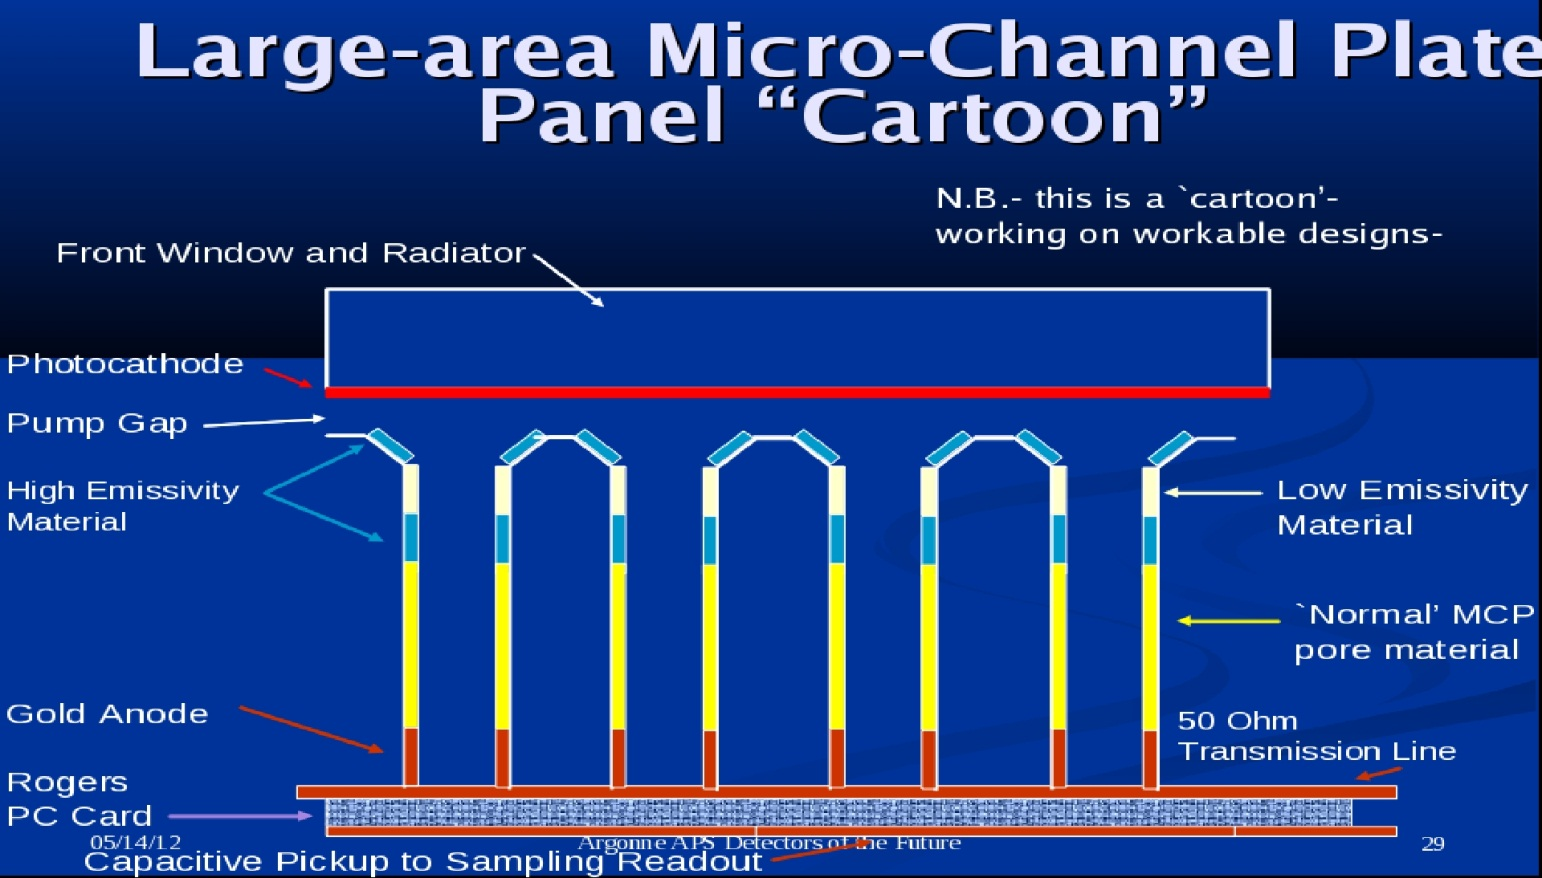 Large-area Micro-Channel Plate
Panel “Cartoon”
N.B.- this is a `cartoon’-
working on workable designs-
Front Window and Radiator
Photocathode
Pump Gap
High Emissivity
Material
Low Emissivity
Material
`Normal’ MCP
pore material
Gold Anode
50 Ohm
Transmission Line
Rogers
PC Card
05/14/12
Argonne APS Detectors of the Future
29
Capacitive Pickup to Sampling Readout